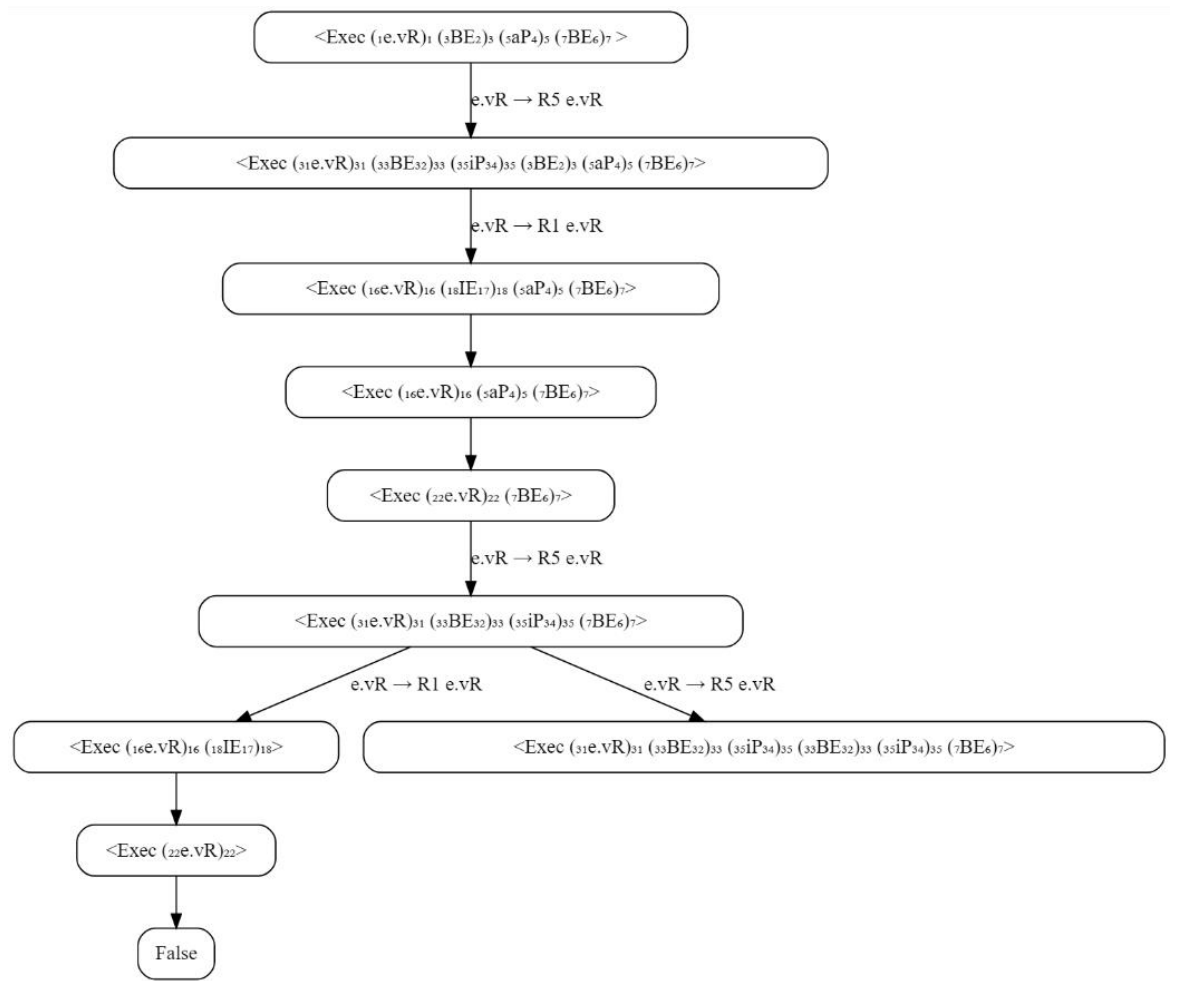 <Exec (₁e.vR)₁ (₃BE₂)₃ (₅aP₄)₅ (₇BE₆)₇ >
e.vR → R5 e.vR
<Exec (₃₁e.vR)₃₁ (₃₃BE₃₂)₃₃ (₃₅iP₃₄)₃₅ (₃BE₂)₃ (₅aP₄)₅ (₇BE₆)₇>
e.vR → R1 e.vR
<Exec (₁₆e.vR)₁₆ (₁₈IE₁₇)₁₈ (₅aP₄)₅ (₇BE₆)₇>
<Exec (₁₆e.vR)₁₆ (₅aP₄)₅ (₇BE₆)₇>
<Exec (₂₂e.vR)₂₂ (₇BE₆)₇>
e.vR → R5 e.vR
<Exec (₃₁e.vR)₃₁ (₃₃BE₃₂)₃₃ (₃₅iP₃₄)₃₅ (₇BE₆)₇>
e.vR → R1 e.vR
e.vR → R5 e.vR
<Exec (₁₆e.vR)₁₆ (₁₈IE₁₇)₁₈>
<Exec (₃₁e.vR)₃₁ (₃₃BE₃₂)₃₃ (₃₅iP₃₄)₃₅ (₃₃BE₃₂)₃₃ (₃₅iP₃₄)₃₅ (₇BE₆)₇>
<Exec (₂₂e.vR)₂₂>
False